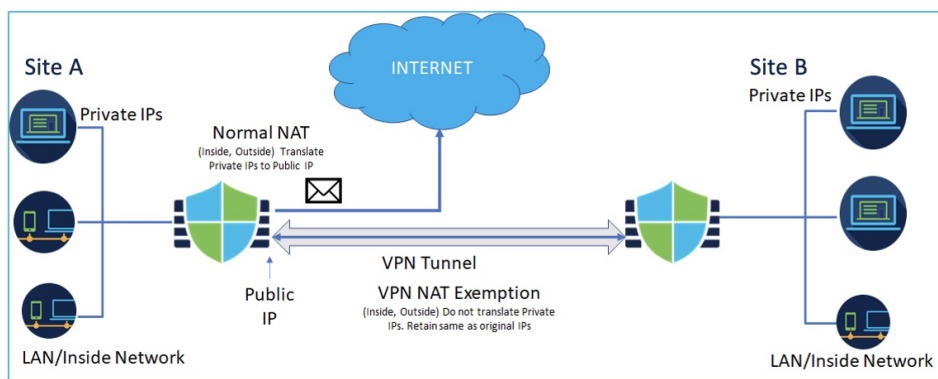 Site A
Private IPs
Normal NAT
(Inside, Outside) Translate
Private IPs to Public IP
INTERNET
Site B
Private IPs
VPN Tunnel
Public
IP
VPN NAT Exemption
(Inside, Outside) Do not translate Private
IPs. Retain same as original IPs
LAN/Inside Network
LAN/Inside Network